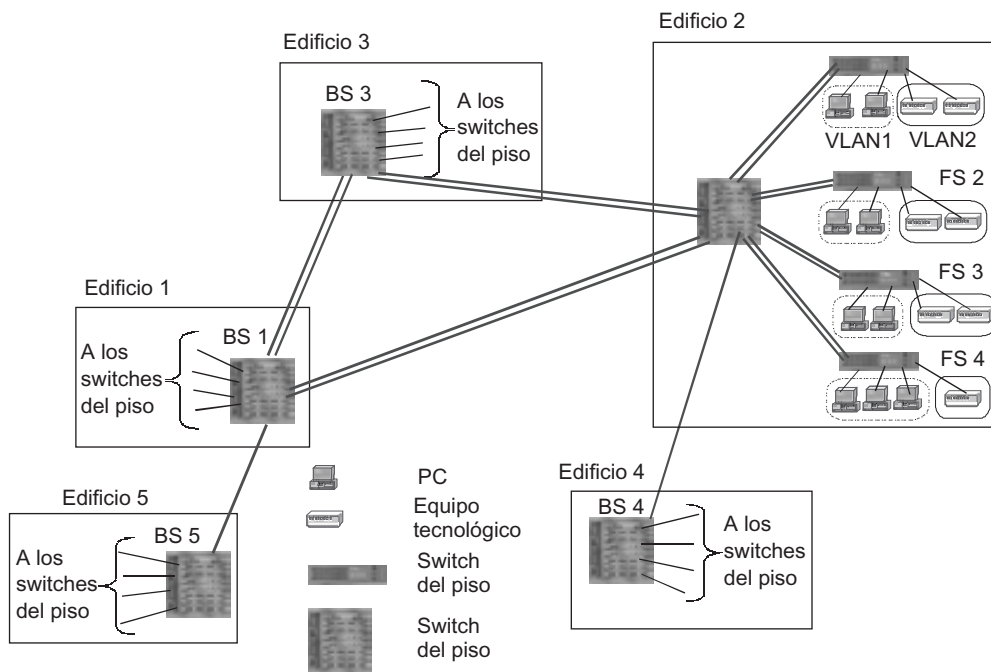 Edificio 2
Edificio 3
BS 3
A los
switches
del piso
VLAN1
VLAN2
FS 2
FS 3
FS 4
Edificio 1
BS 1
A los
switches
del piso
Edificio 5
BS 5
A los
switches
del piso
PC
Equipo
tecnológico
Switch
del piso
Switch
del piso
Edificio 4
BS 4
A los
switches
del piso